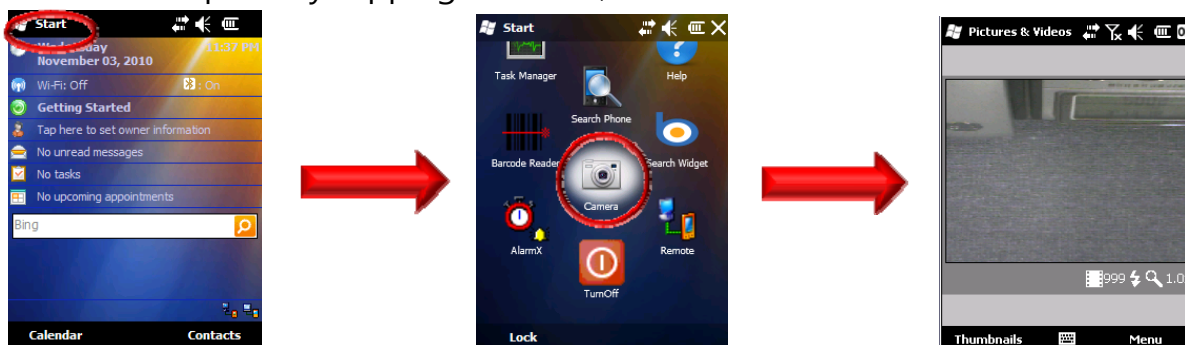 Start
Wednesday
November 03, 2010
11:37 PM
Wi-Fi: Off
: On
Getting Started
Tap here to set owner information
No unread messages
No tasks
No upcoming appointments
Bing
Calendar Contacts
Start
Task Manager
Help
Search Phone
Barcode Reader
Search Widget
Camera
AlarmX
Remote
TurnOff
Lock
Pictures & Videos
999
Thumbnails Menu